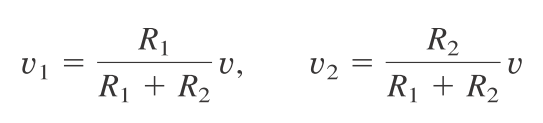 v₁ = R₁ / (R₁ + R₂) v, v₂ = R₂ / (R₁ + R₂) v